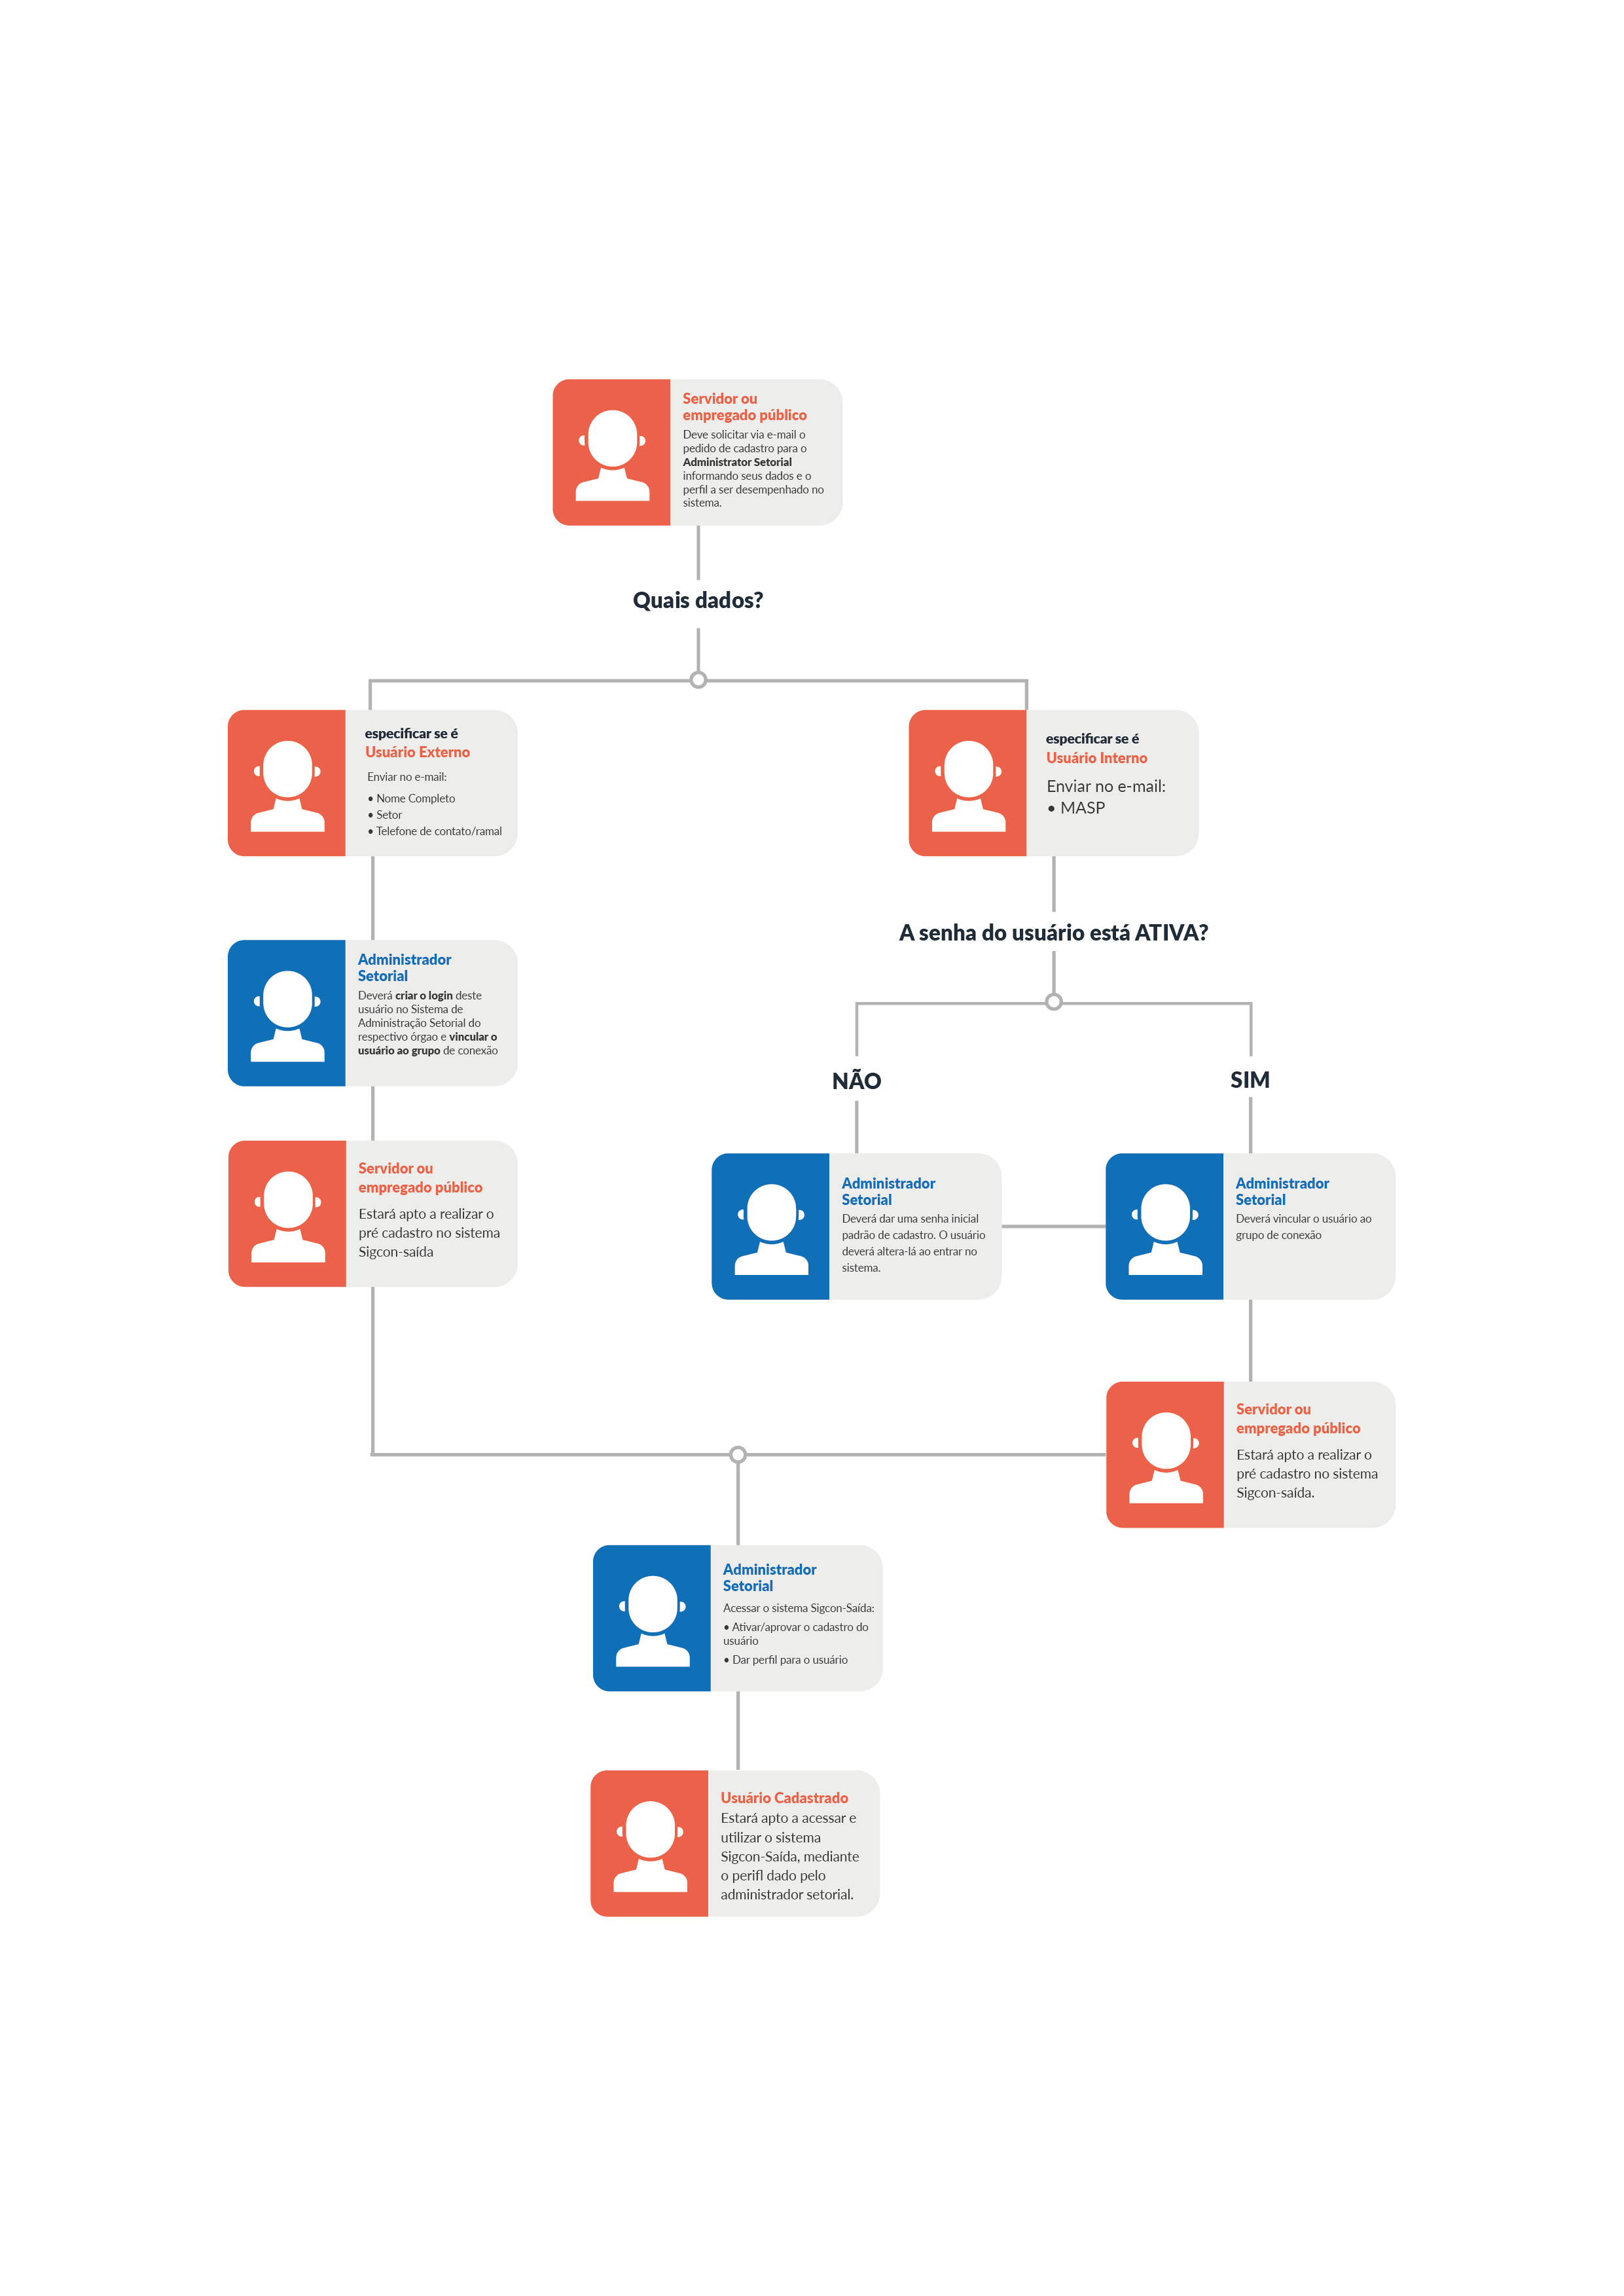 Servidor ou
empregado público
Deve solicitar via e-mail o
pedido de cadastro para o
Administrator Setorial
informando seus dados e o
perfil a ser desempenhado no
sistema.
Quais dados?
especificar se é
Usuário Externo
Enviar no e-mail:
• Nome Completo
• Setor
• Telefone de contato/ramal
especificar se é
Usuário Interno
Enviar no e-mail:
• MASP
A senha do usuário está ATIVA?
Administrador
Setorial
Deverá criar o login deste
usuário no Sistema de
Administração Setorial do
respectivo órgao e vincular o
usuário ao grupo de conexão
NÃO
SIM
Servidor ou
empregado público
Estará apto a realizar o
pré cadastro no sistema
Sigcon-saída
Administrador
Setorial
Deverá dar uma senha inicial
padrão de cadastro. O usuário
deverá altera-lá ao entrar no
sistema.
Administrador
Setorial
Deverá vincular o usuário ao
grupo de conexão
Servidor ou
empregado público
Estará apto a realizar o
pré cadastro no sistema
Sigcon-saída.
Administrador
Setorial
Acessar o sistema Sigcon-Saída:
• Ativar/aprovar o cadastro do
usuário
• Dar perfil para o usuário
Usuário Cadastrado
Estará apto a acessar e
utilizar o sistema
Sigcon-Saída, mediante
o perifl dado pelo
administrador setorial.